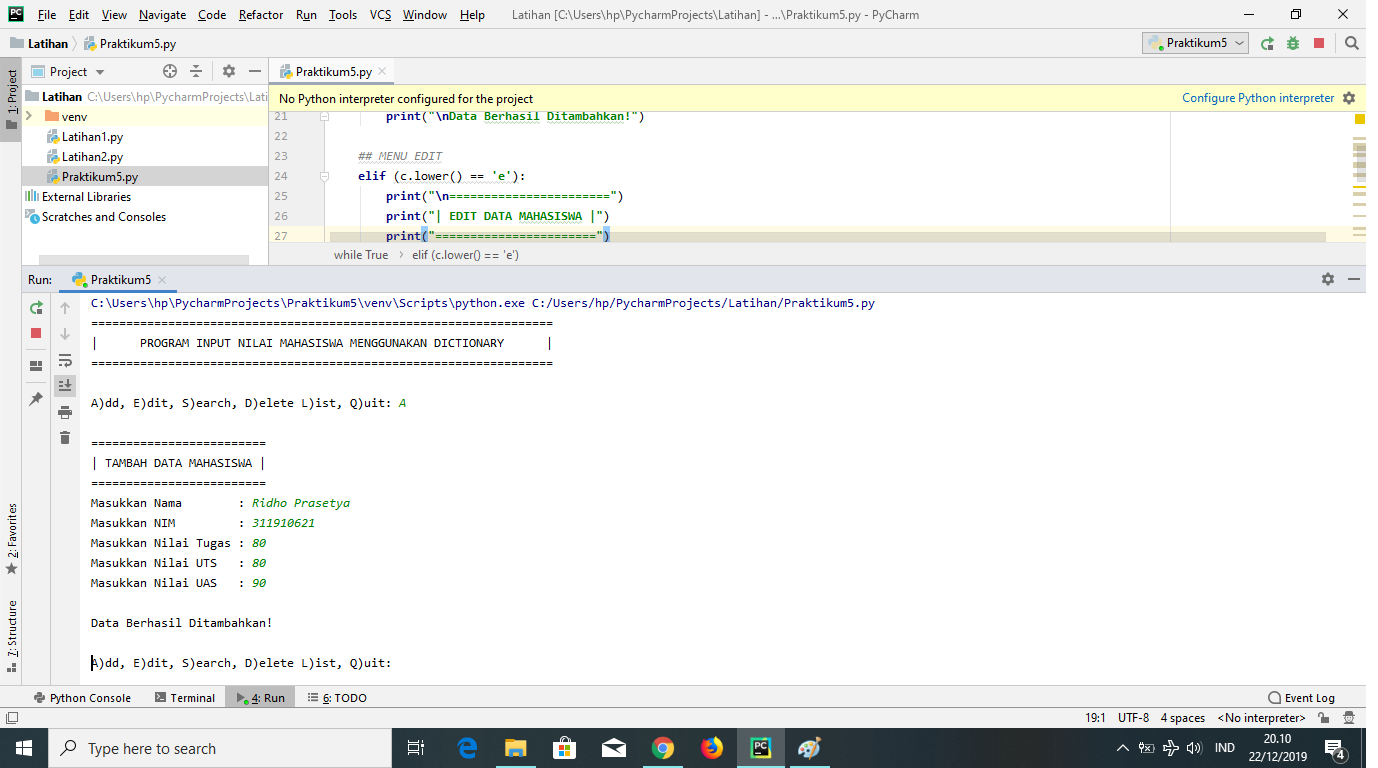 PC File Edit View Navigate Code Refactor Run Tools VCS Window Help Latihan [C:\Users\hp\PycharmProjects\Latihan] - ...\Praktikum5.py - PyCharm
Latihan Praktikum5.py Praktikum5
1: Project
Project
Praktikum5.py
Latihan C:\Users\hp\PycharmProjects\Lati
venv
Latihan1.py
Latihan2.py
Praktikum5.py
External Libraries
Scratches and Consoles
No Python interpreter configured for the project Configure Python interpreter
21 print("\nData Berhasil Ditambahkan!")
22
23 ## MENU EDIT
24 elif (c.lower() == 'e'):
25 print("\n=======================")
26 print("| EDIT DATA MAHASISWA |")
27 print("=======================")
while True › elif (c.lower() == 'e')
Run: Praktikum5
C:\Users\hp\PycharmProjects\Praktikum5\venv\Scripts\python.exe C:/Users/hp/PycharmProjects/Latihan/Praktikum5.py
==================================================================
| PROGRAM INPUT NILAI MAHASISWA MENGGUNAKAN DICTIONARY |
==================================================================
A)dd, E)dit, S)earch, D)elete L)ist, Q)uit: A
=========================
| TAMBAH DATA MAHASISWA |
=========================
Masukkan Nama : Ridho Prasetya
Masukkan NIM : 311910621
Masukkan Nilai Tugas : 80
Masukkan Nilai UTS : 80
Masukkan Nilai UAS : 90
Data Berhasil Ditambahkan!
A)dd, E)dit, S)earch, D)elete L)ist, Q)uit:
2: Favorites
7: Structure
Python Console Terminal 4: Run 6: TODO Event Log
19:1 UTF-8 4 spaces <No interpreter>
Type here to search
PC
IND
20.10
22/12/2019
4